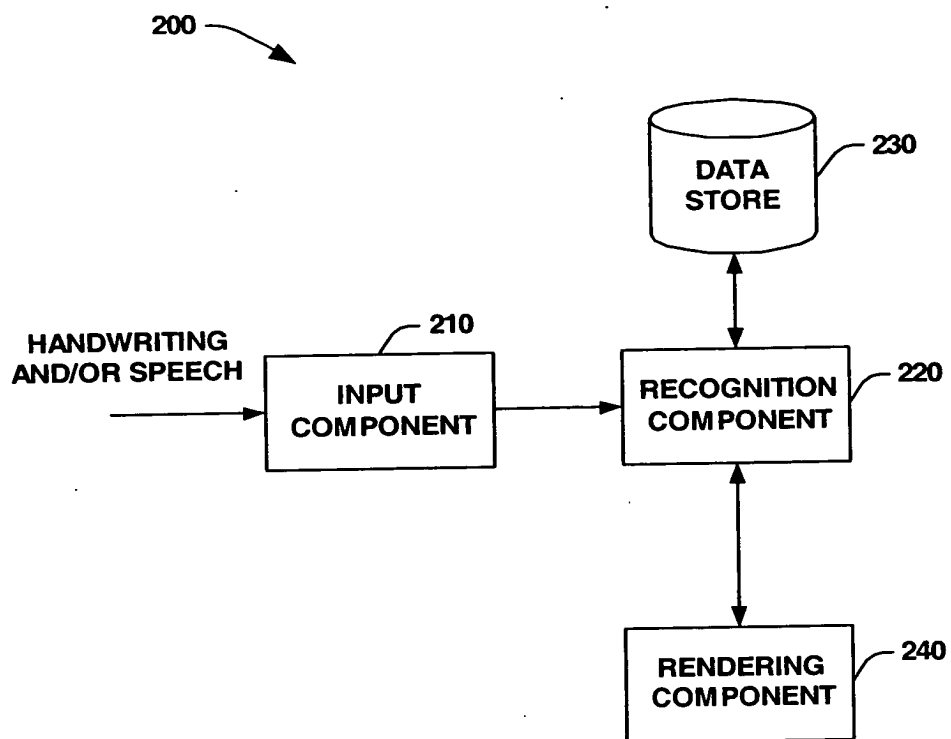 200
DATA
STORE
230
HANDWRITING
AND/OR SPEECH
210
INPUT
COMPONENT
RECOGNITION
COMPONENT
220
RENDERING
COMPONENT
240